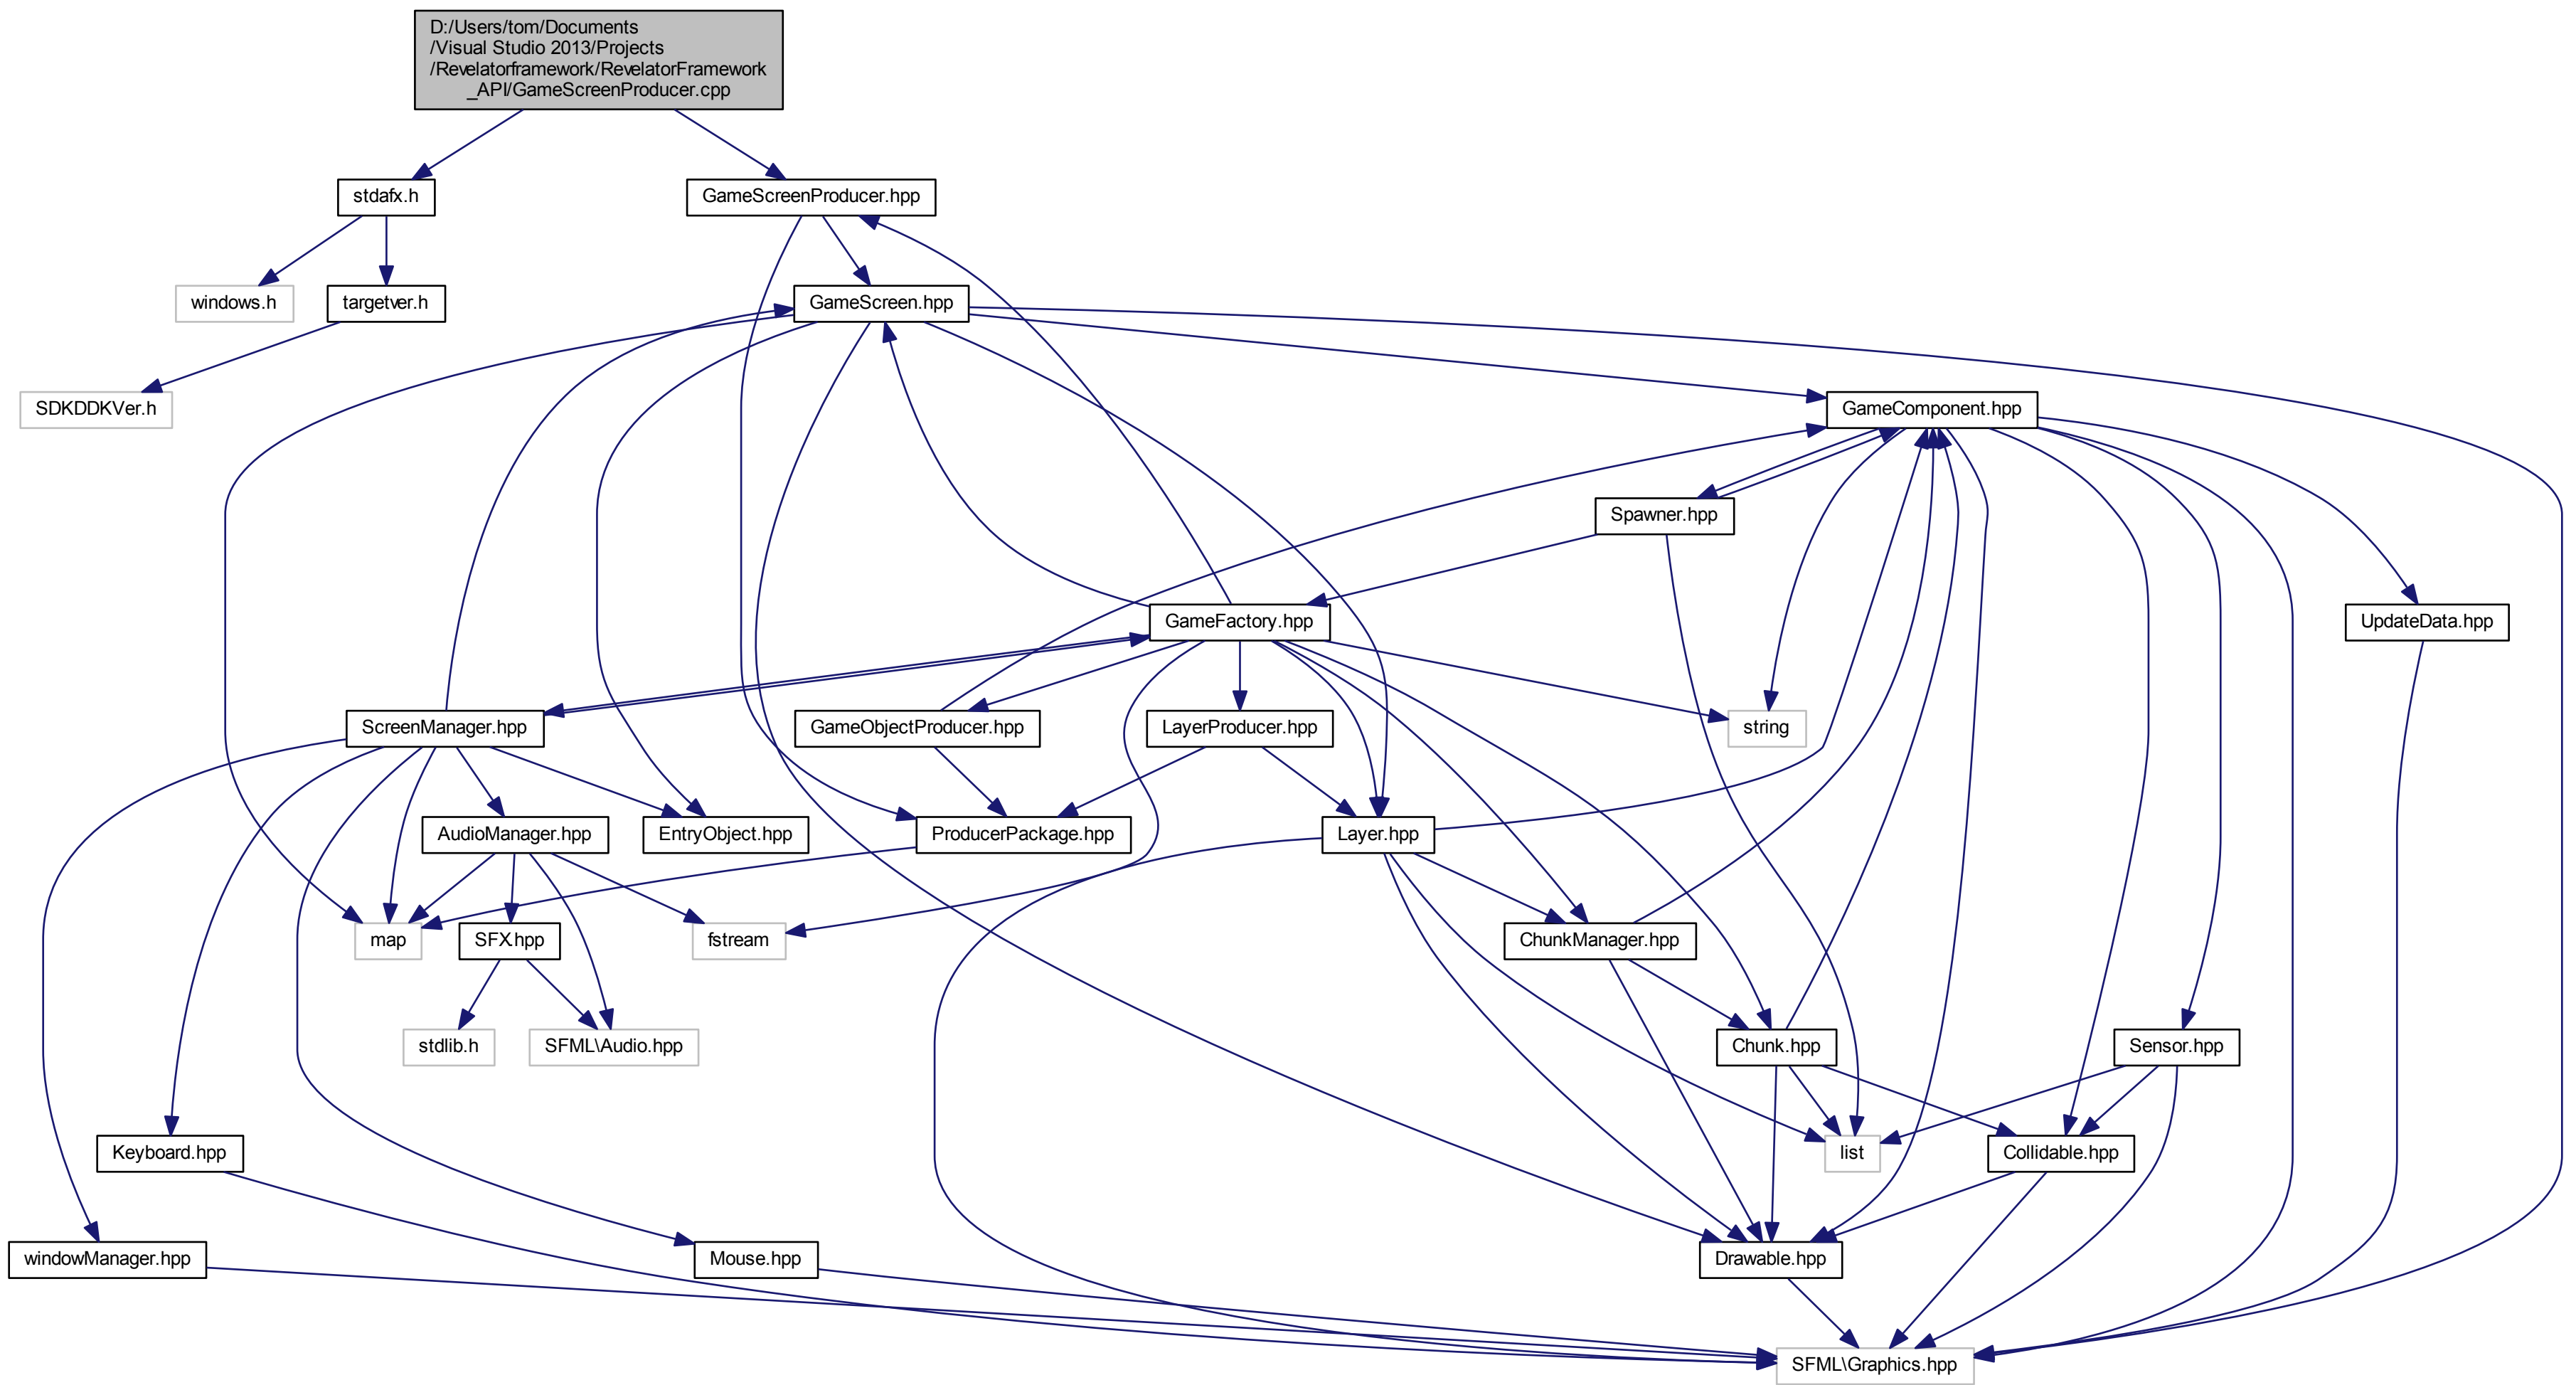 D:/Users/tom/Documents
/Visual Studio 2013/Projects
/Revelatorframework/RevelatorFramework
_API/GameScreenProducer.cpp
stdafx.h
GameScreenProducer.hpp
windows.h
targetver.h
GameScreen.hpp
SDKDDKVer.h
GameComponent.hpp
Spawner.hpp
GameFactory.hpp
UpdateData.hpp
ScreenManager.hpp
GameObjectProducer.hpp
LayerProducer.hpp
string
AudioManager.hpp
EntryObject.hpp
ProducerPackage.hpp
Layer.hpp
map
SFX.hpp
fstream
ChunkManager.hpp
stdlib.h
SFML\Audio.hpp
Chunk.hpp
Sensor.hpp
Keyboard.hpp
list
Collidable.hpp
windowManager.hpp
Mouse.hpp
Drawable.hpp
SFML\Graphics.hpp